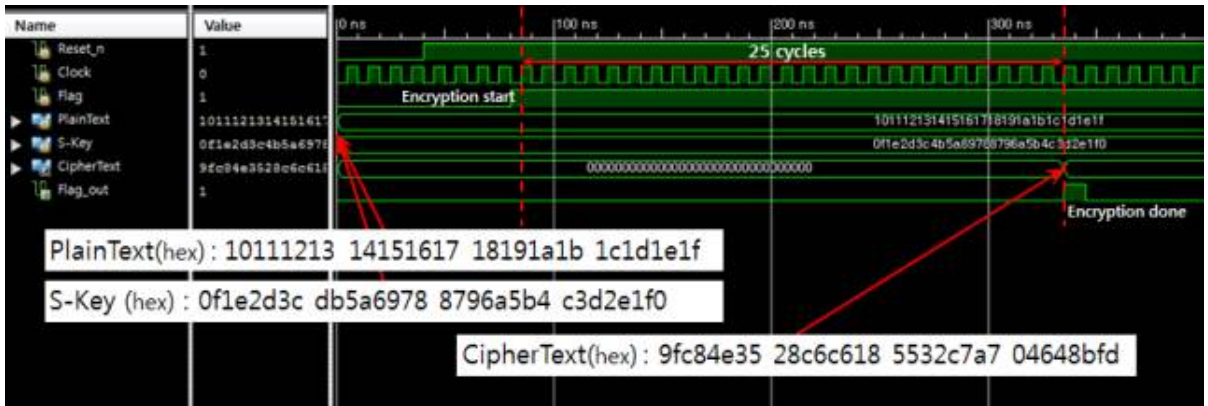 Name Value 0 ns 100 ns 200 ns 300 ns
Reset_n 1 25 cycles
Clock 0
Flag 1 Encryption start
PlainText 1011121314151617 101112131415161718191a1b1c1d1e1f
S-Key 0f1e2d3c4b5a6978 0f1e2d3c4b5a69788796a5b4c3d2e1f0
CipherText 9fc84e3528c6c618 00000000000000000000000000000000
Flag_out 1
Encryption done
PlainText(hex) : 10111213 14151617 18191a1b 1c1d1e1f
S-Key (hex) : 0f1e2d3c db5a6978 8796a5b4 c3d2e1f0
CipherText(hex) : 9fc84e35 28c6c618 5532c7a7 04648bfd